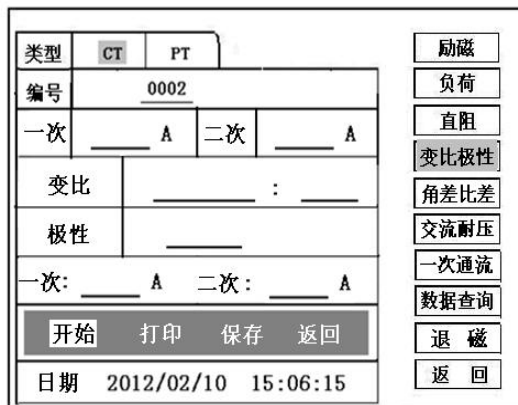 类型 CT PT
编号 0002
一次 A 二次 A
变比 :
极性
一次: A 二次: A
开始 打印 保存 返回
日期 2012/02/10 15:06:15
励磁
负荷
直阻
变比极性
角差比差
交流耐压
一次通流
数据查询
退 磁
返 回